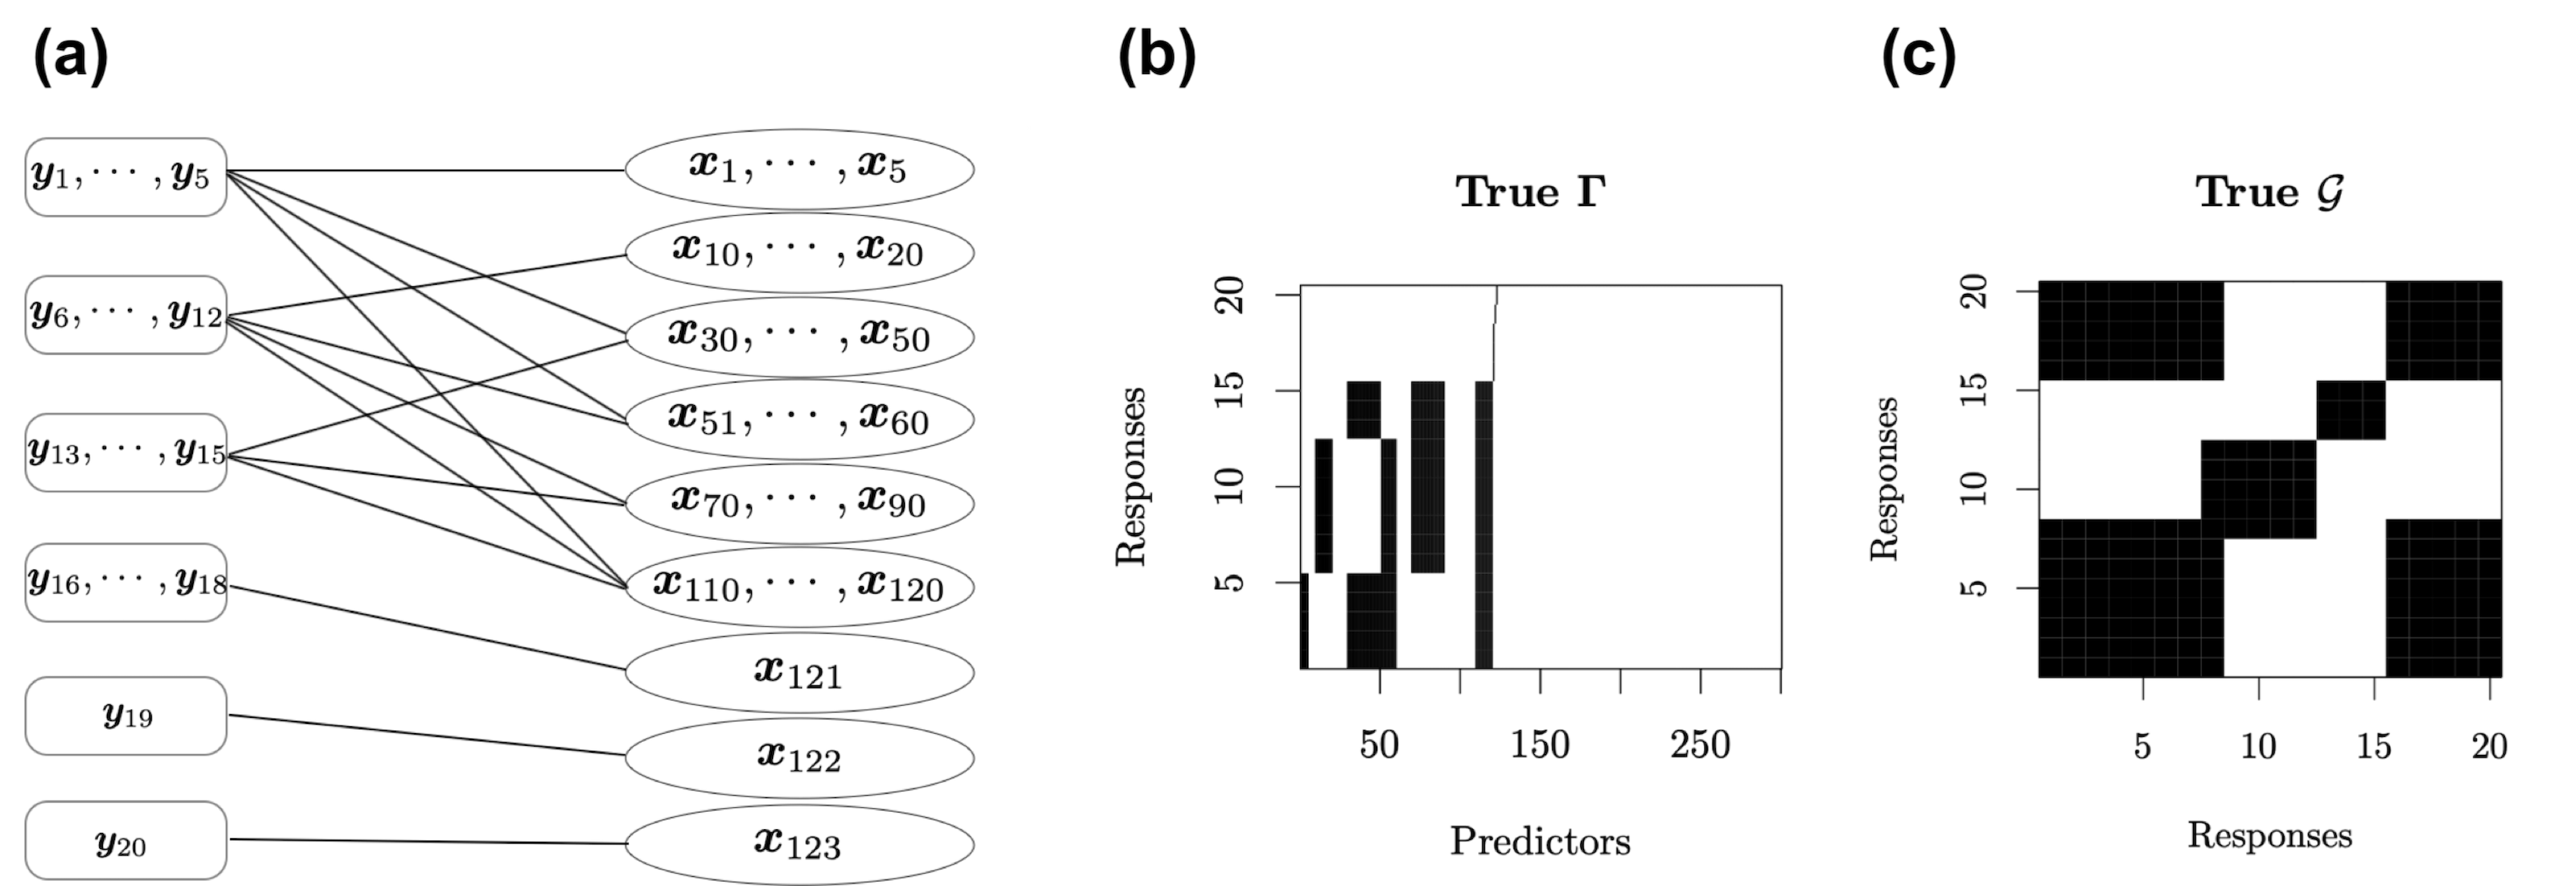 (a)
y1, ··· , y5
y6, ··· , y12
y13, ··· , y15
y16, ··· , y18
y19
y20
x1, ··· , x5
x10, ··· , x20
x30, ··· , x50
x51, ··· , x60
x70, ··· , x90
x110, ··· , x120
x121
x122
x123
(b)
True Γ
Responses
20
15
10
5
50 150 250
Predictors
(c)
True 𝒢
Responses
20
15
10
5
5 10 15 20
Responses